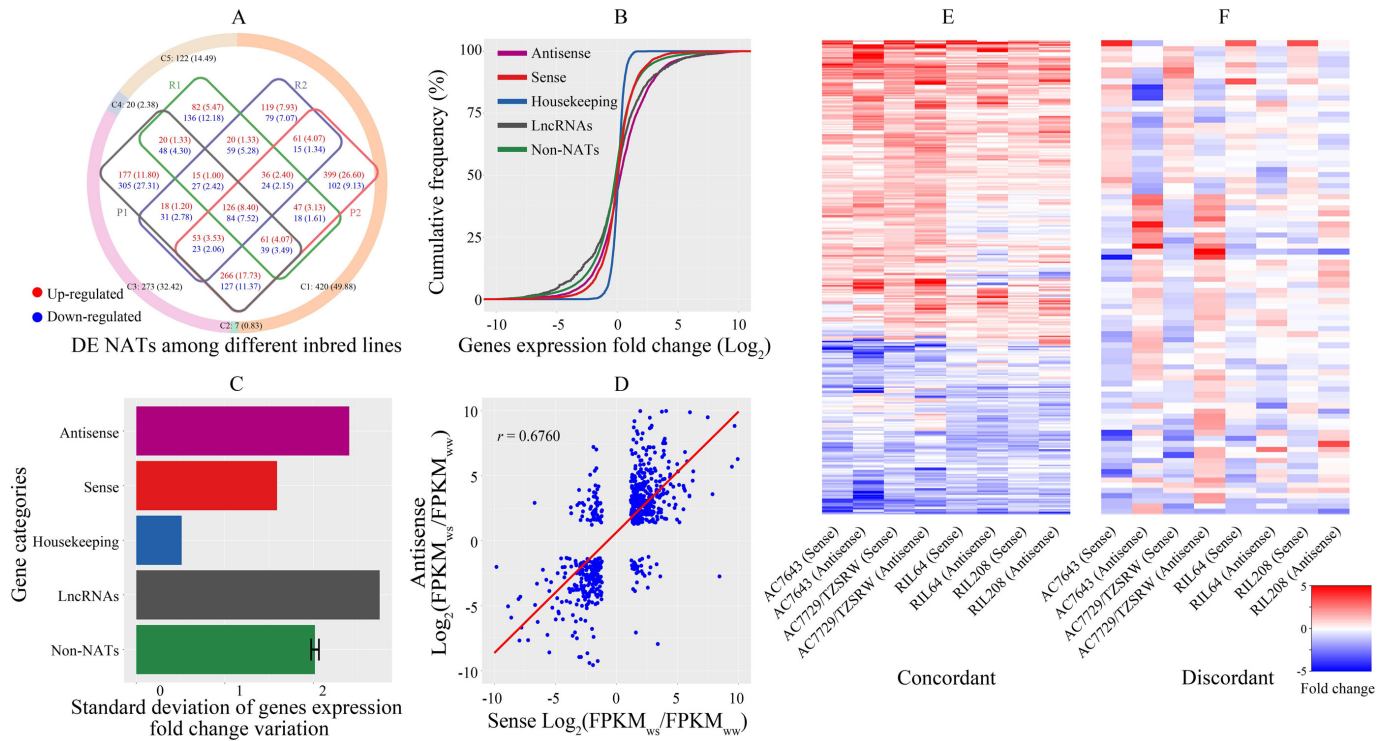 A
C5: 122 (14.49)
C4: 20 (2.38)
R1
R2
82 (5.47)
136 (12.18)
119 (7.93)
79 (7.07)
20 (1.33)
48 (4.30)
20 (1.33)
59 (5.28)
61 (4.07)
15 (1.34)
177 (11.80)
305 (27.31)
15 (1.00)
27 (2.42)
36 (2.40)
24 (2.15)
399 (26.60)
102 (9.13)
P1
18 (1.20)
31 (2.78)
126 (8.40)
84 (7.52)
47 (3.13)
18 (1.61)
P2
53 (3.53)
23 (2.06)
61 (4.07)
39 (3.49)
266 (17.73)
127 (11.37)
C3: 273 (32.42)
C1: 420 (49.88)
C2: 7 (0.83)
Up-regulated
Down-regulated
DE NATs among different inbred lines
B
Cumulative frequency (%)
100
75
50
25
0
Antisense
Sense
Housekeeping
LncRNAs
Non-NATs
-10
-5
0
5
10
Genes expression fold change (Log2)
C
Gene categories
Antisense
Sense
Housekeeping
LncRNAs
Non-NATs
0
1
2
Standard deviation of genes expression
fold change variation
D
Antisense
Log2(FPKMws/FPKMww)
10
5
0
-5
-10
r = 0.6760
-10
-5
0
5
10
Sense Log2(FPKMws/FPKMww)
E
AC7643 (Sense)
AC7643 (Antisense)
AC7729/TZSRW (Sense)
AC7729/TZSRW (Antisense)
RIL64 (Sense)
RIL64 (Antisense)
RIL208 (Sense)
RIL208 (Antisense)
Concordant
F
AC7643 (Sense)
AC7643 (Antisense)
AC7729/TZSRW (Sense)
AC7729/TZSRW (Antisense)
RIL64 (Sense)
RIL64 (Antisense)
RIL208 (Sense)
RIL208 (Antisense)
Discordant
5
0
-5
Fold change